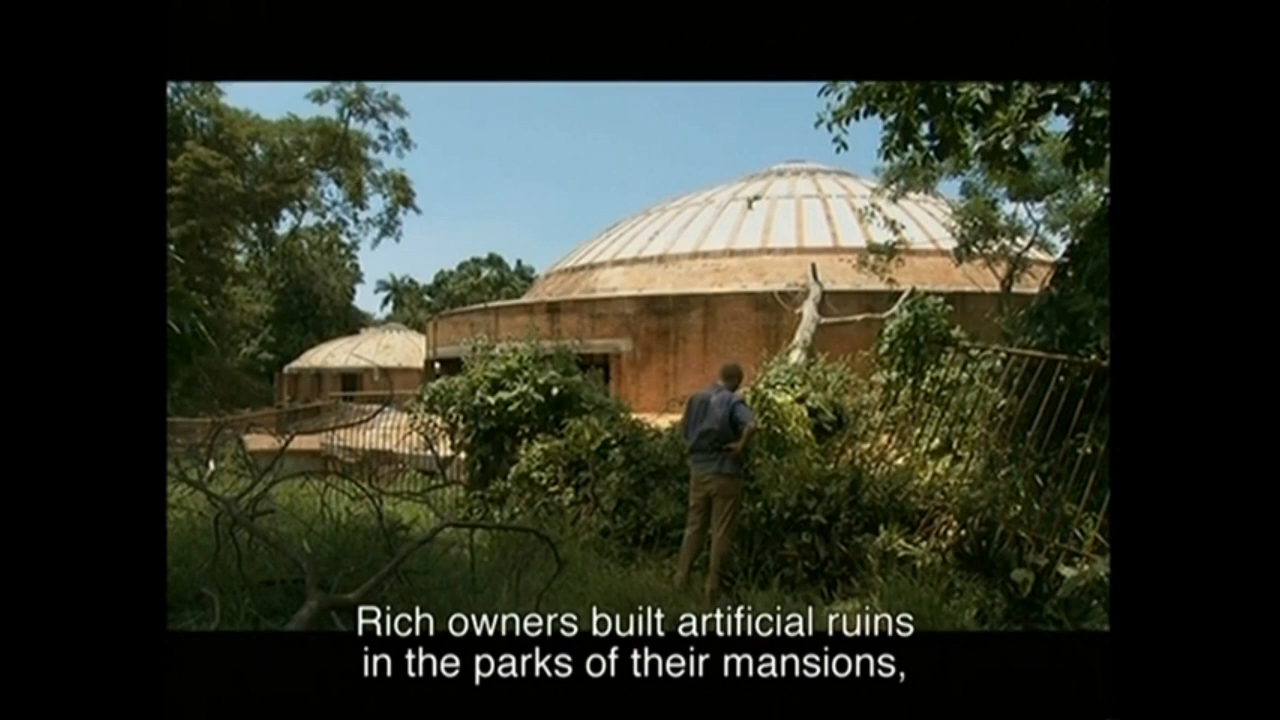 Rich owners built artificial ruins
in the parks of their mansions,